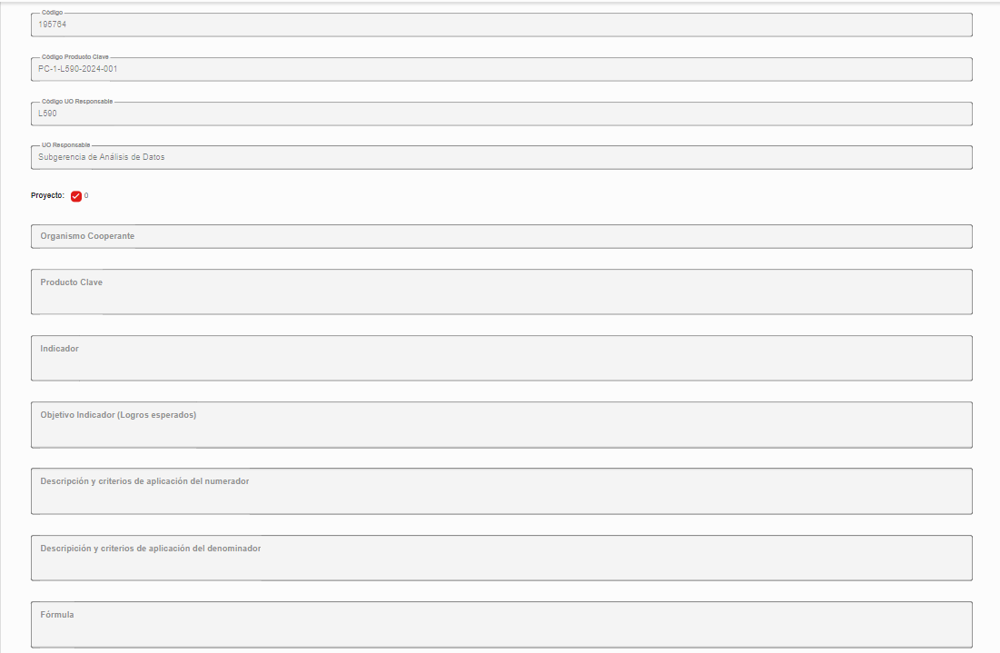 Código
195764
Código Producto Clave
PC-1-L590-2024-001
Código UO Responsable
L590
UO Responsable
Subgerencia de Análisis de Datos
Proyecto: 0
Organismo Cooperante
Producto Clave
Indicador
Objetivo Indicador (Logros esperados)
Descripción y criterios de aplicación del numerador
Descripición y criterios de aplicación del denominador
Fórmula